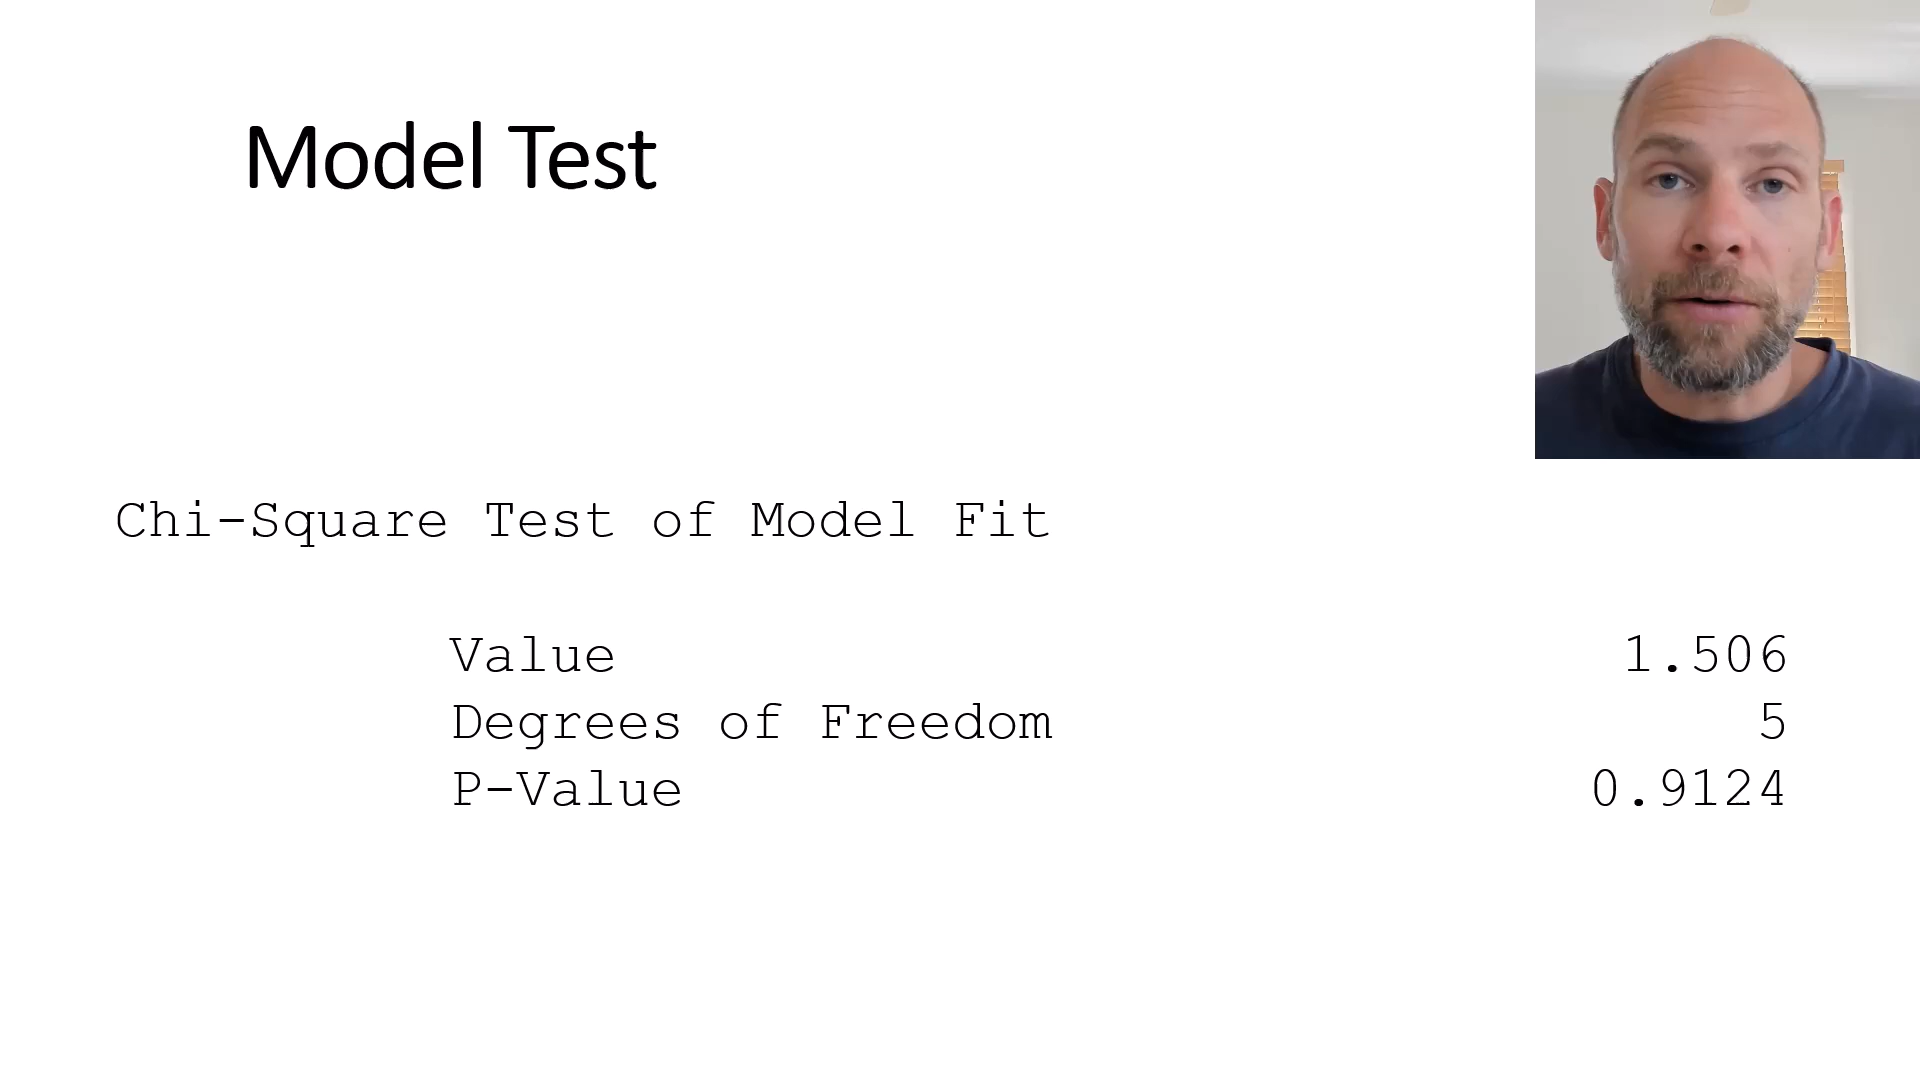 Model Test
Chi-Square Test of Model Fit
Value 1.506
Degrees of Freedom 5
P-Value 0.9124